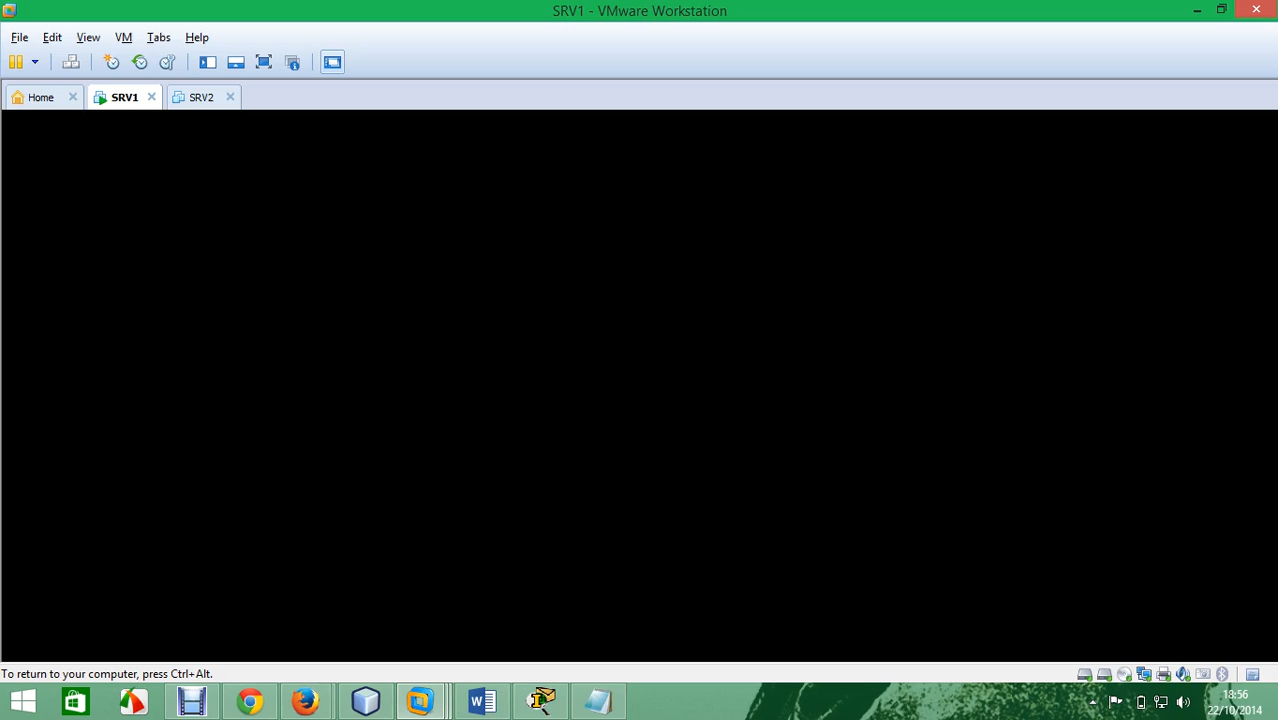 SRV1 - VMware Workstation
File Edit View VM Tabs Help
Home SRV1 SRV2
To return to your computer, press Ctrl+Alt.
18:56
22/10/2014